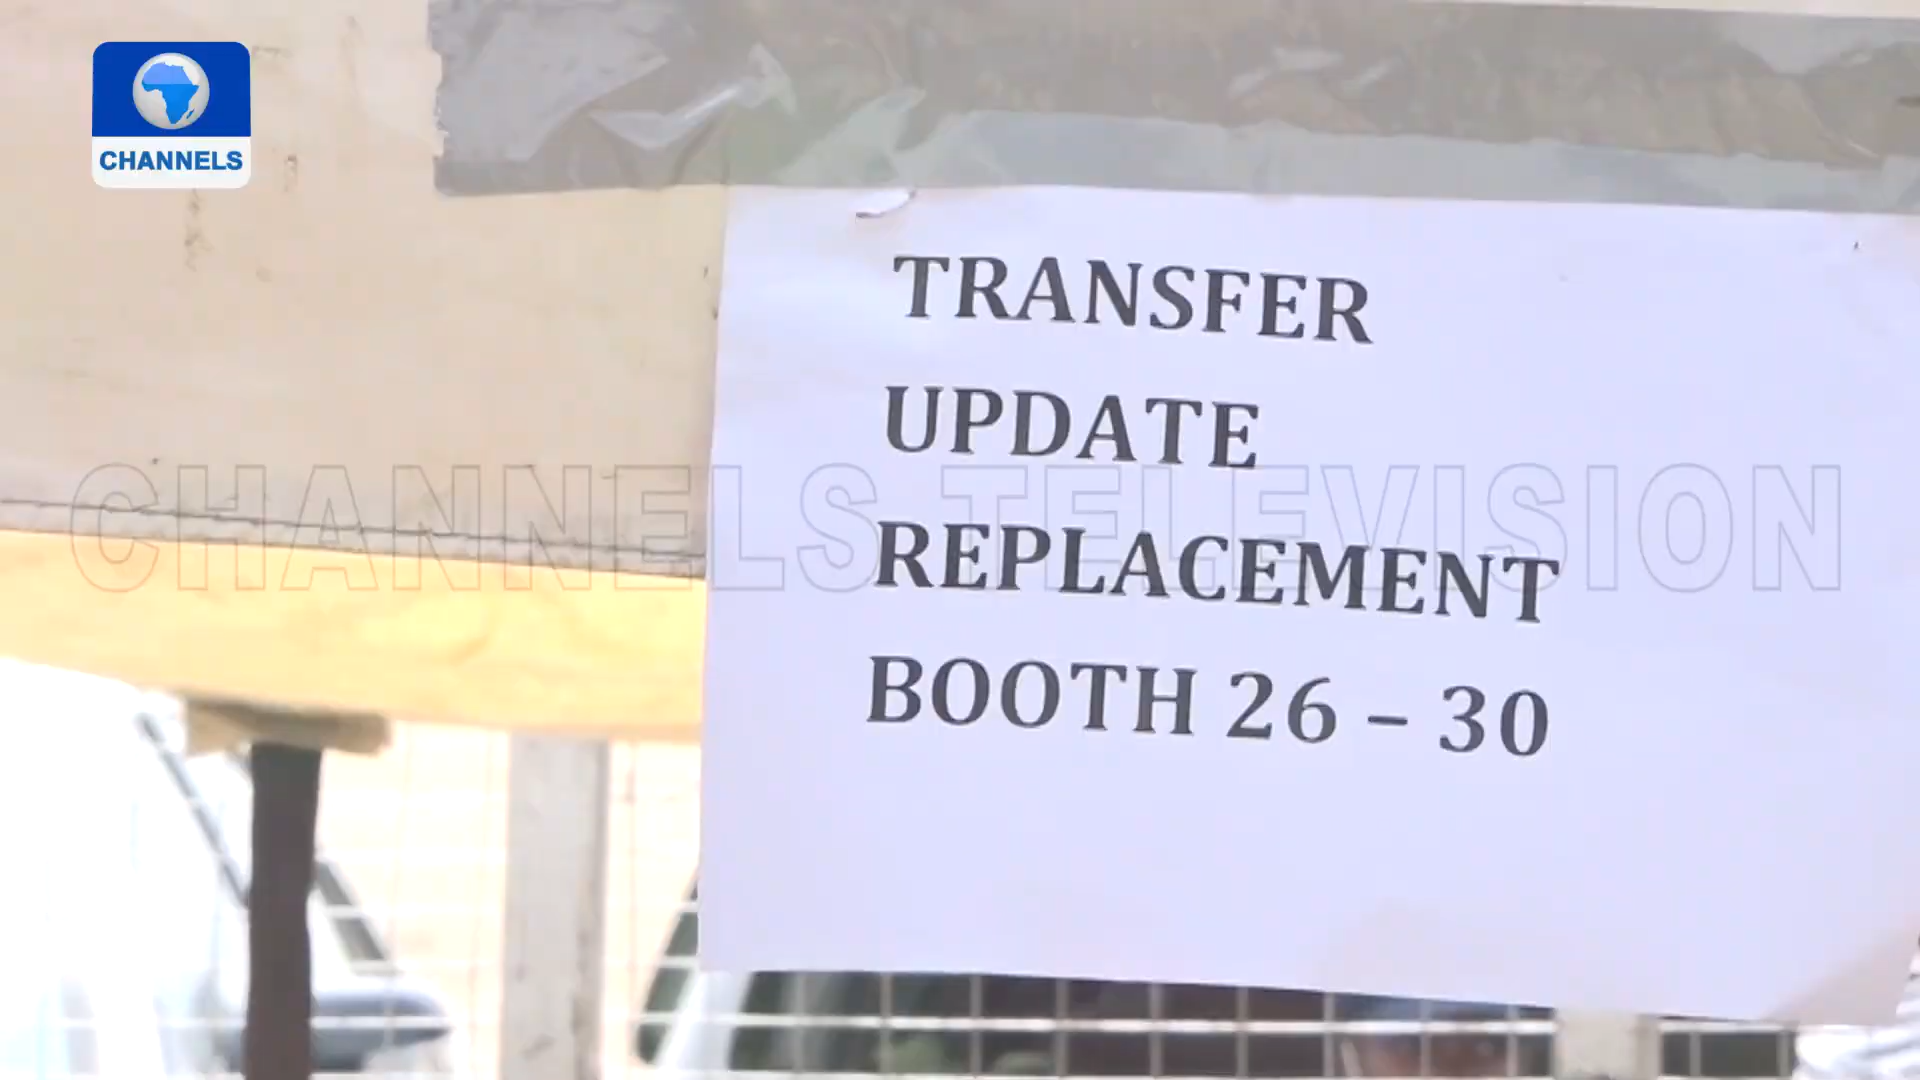 CHANNELS
TRANSFER
UPDATE
REPLACEMENT
BOOTH 26 – 30
CHANNELS TELEVISION